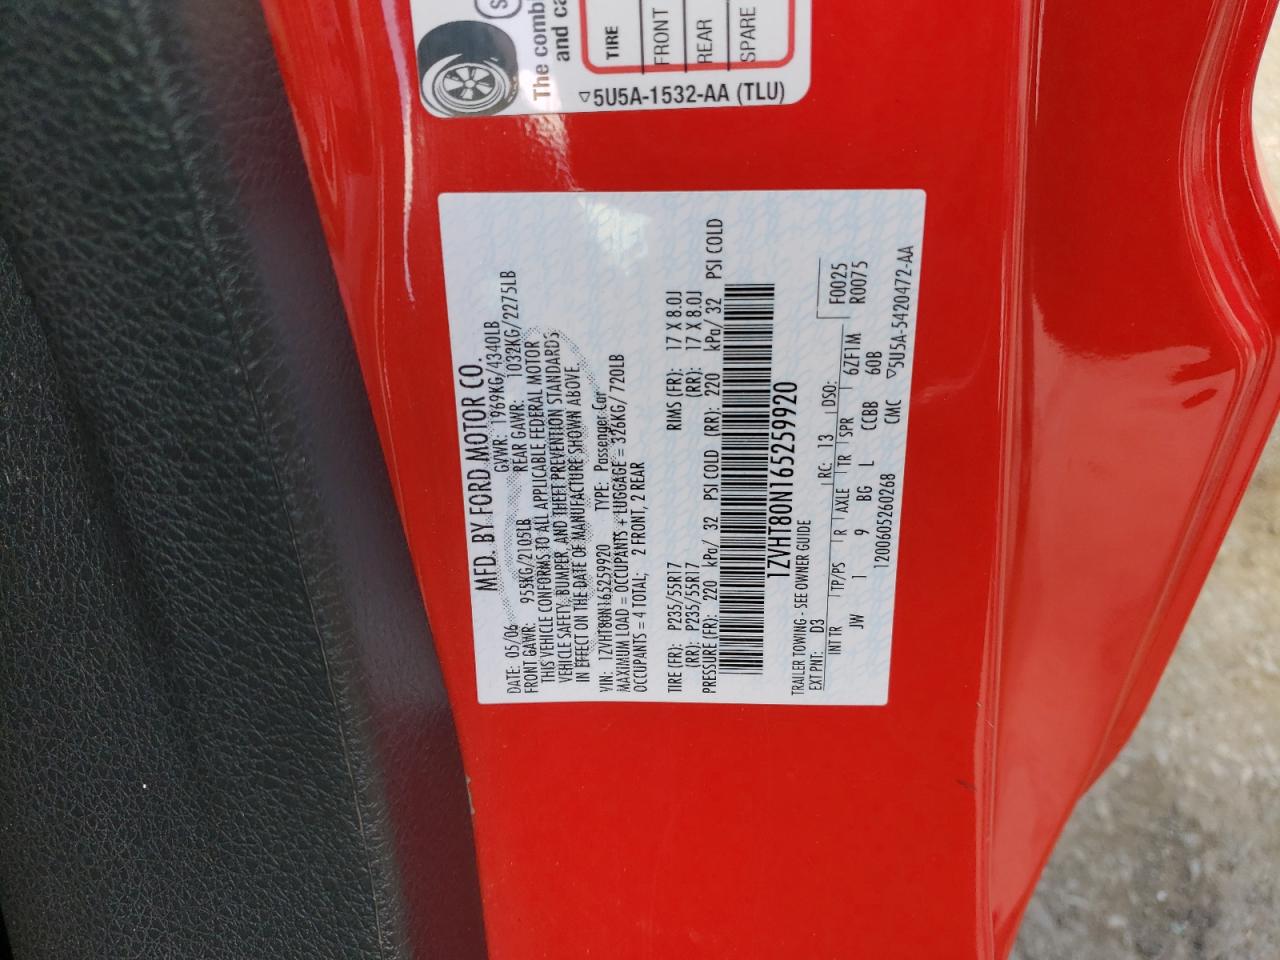 The combi
and ca
TIRE
FRONT
REAR
SPARE
▽5U5A-1532-AA (TLU)
MFD. BY FORD MOTOR CO.
DATE: 05/06 GVWR: 1969KG/4340LB
FRONT GAWR: 955KG/2105LB REAR GAWR: 1032KG/2275LB
THIS VEHICLE CONFORMS TO ALL APPLICABLE FEDERAL MOTOR
VEHICLE SAFETY, BUMPER, AND THEFT PREVENTION STANDARDS
IN EFFECT ON THE DATE OF MANUFACTURE SHOWN ABOVE.
VIN: 1ZVHT80N165259920 TYPE: Passenger Car
MAXIMUM LOAD = OCCUPANTS + LUGGAGE = 326KG/720LB
OCCUPANTS = 4 TOTAL; 2 FRONT, 2 REAR
TIRE (FR): P235/55R17 RIMS (FR): 17 X 8.0J
(RR): P235/55R17 (RR): 17 X 8.0J
PRESSURE (FR): 220 kPa/ 32 PSI COLD (RR): 220 kPa/ 32 PSI COLD
1ZVHT80N165259920
TRAILER TOWING - SEE OWNER GUIDE
EXT PNT: D3 RC: 13 DSO: F0025
INT TR TP/PS R AXLE TR SPR 6ZF1M R0075
JW 1 9 BG L CCBB 60B
1200605260268 CMC ▽5U5A-5420472-AA